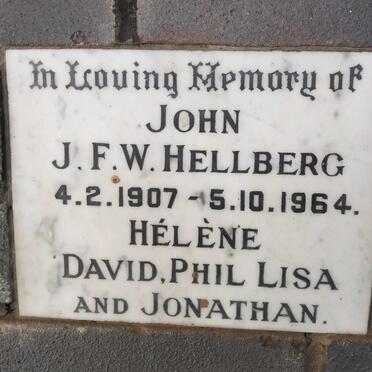 In Loving Memory of
JOHN
J.F.W. HELLBERG
4.2.1907 - 5.10.1964.
HÉLÈNE
DAVID, PHIL LISA
AND JONATHAN.